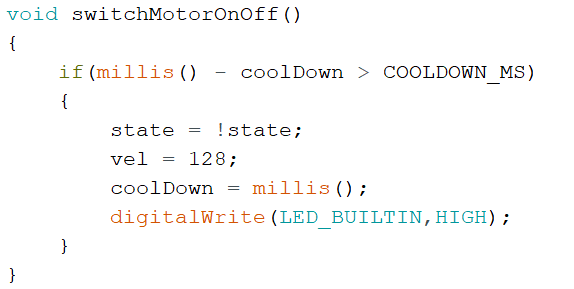 void switchMotorOnOff()
{
    if(millis() - coolDown > COOLDOWN_MS)
    {
        state = !state;
        vel = 128;
        coolDown = millis();
        digitalWrite(LED_BUILTIN,HIGH);
    }
}